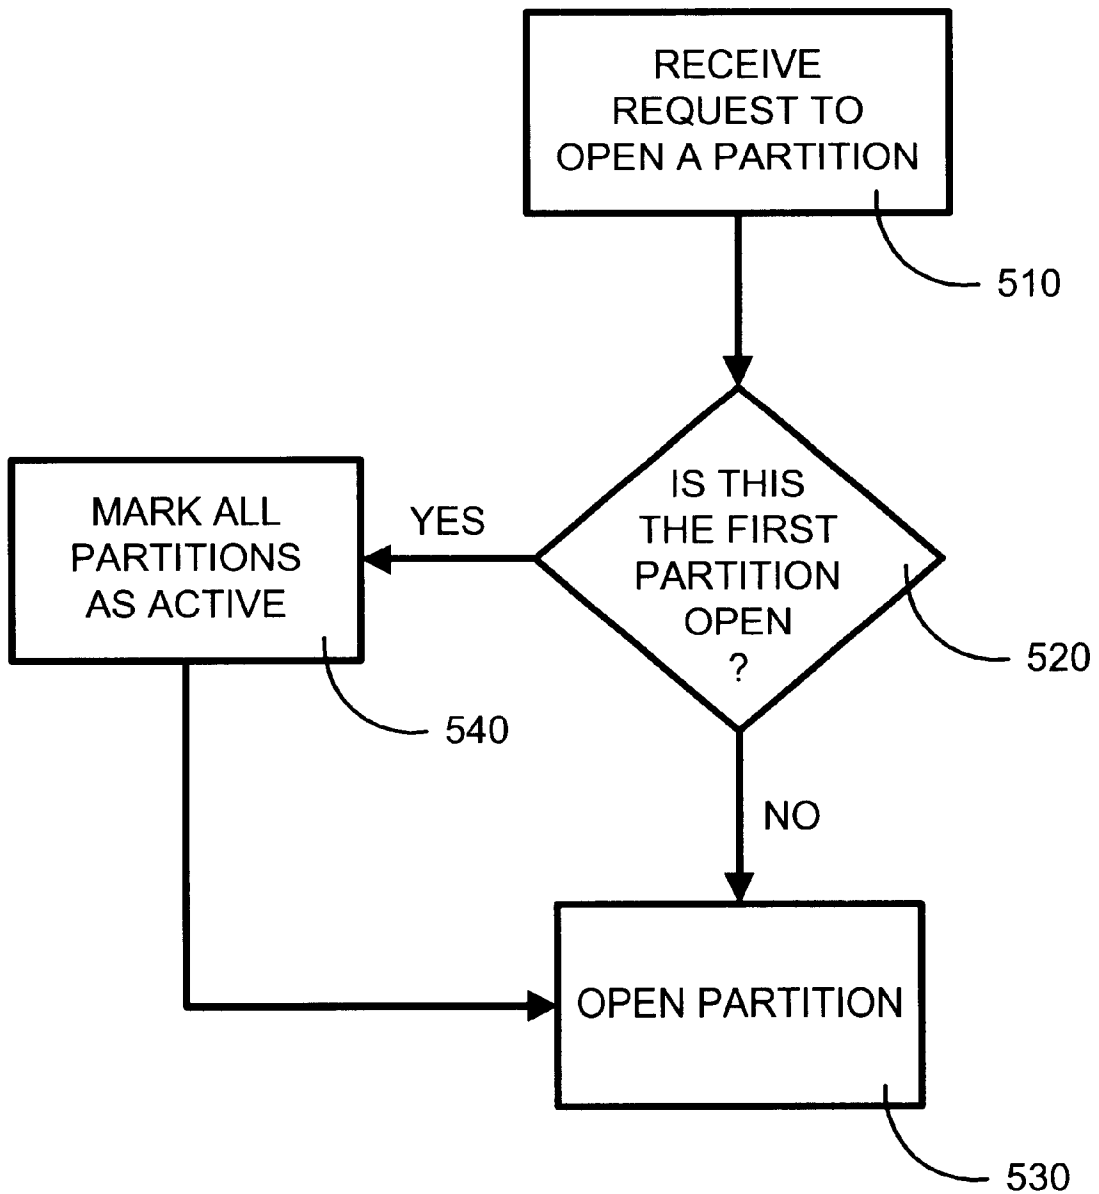 RECEIVE
REQUEST TO
OPEN A PARTITION
510
IS THIS
THE FIRST
PARTITION
OPEN
?
520
YES
MARK ALL
PARTITIONS
AS ACTIVE
540
NO
OPEN PARTITION
530